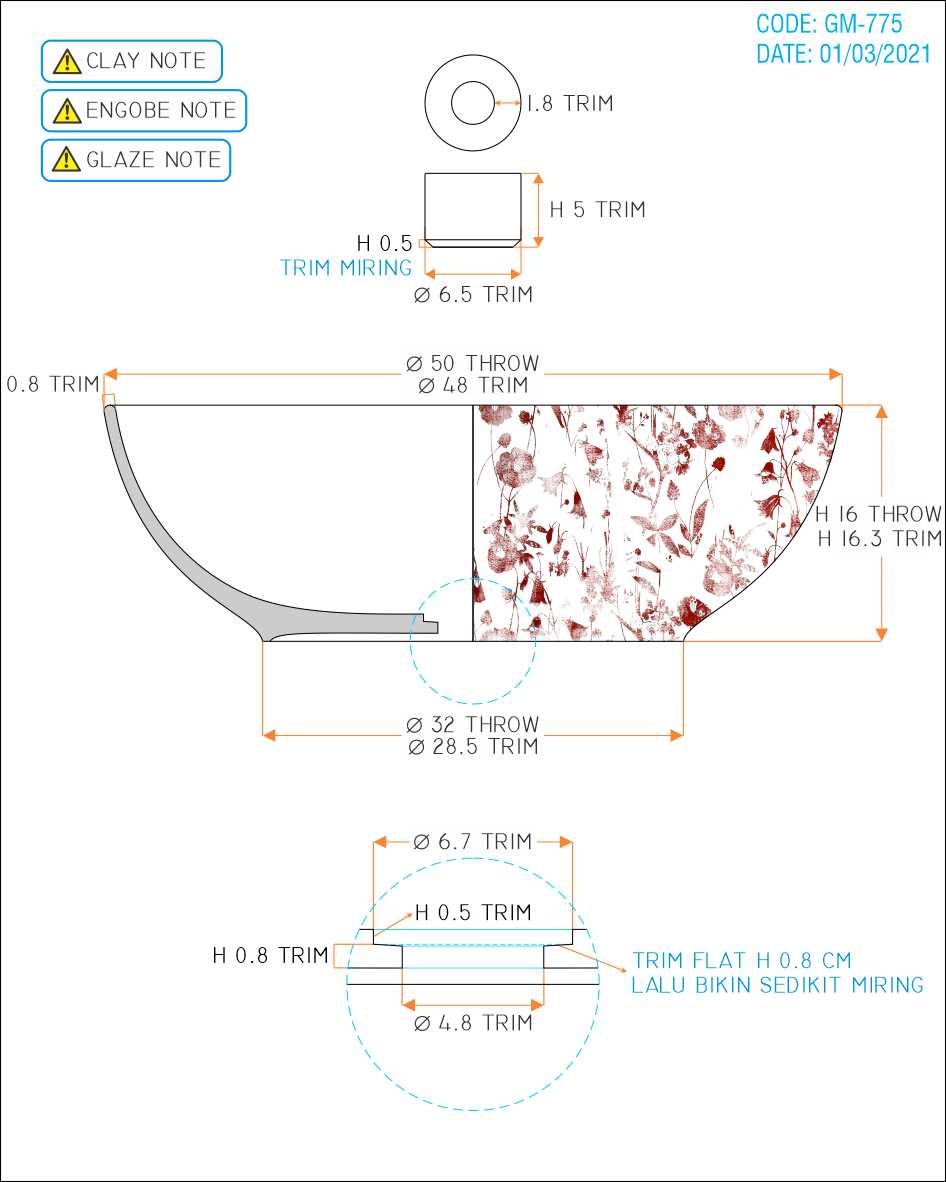 CODE: GM-775
DATE: 01/03/2021
CLAY NOTE
ENGOBE NOTE
GLAZE NOTE
1.8 TRIM
H 5 TRIM
H 0.5
TRIM MIRING
Ø 6.5 TRIM
Ø 50 THROW
Ø 48 TRIM
0.8 TRIM
H 16 THROW
H 16.3 TRIM
Ø 32 THROW
Ø 28.5 TRIM
Ø 6.7 TRIM
H 0.5 TRIM
H 0.8 TRIM
TRIM FLAT H 0.8 CM
LALU BIKIN SEDIKIT MIRING
Ø 4.8 TRIM